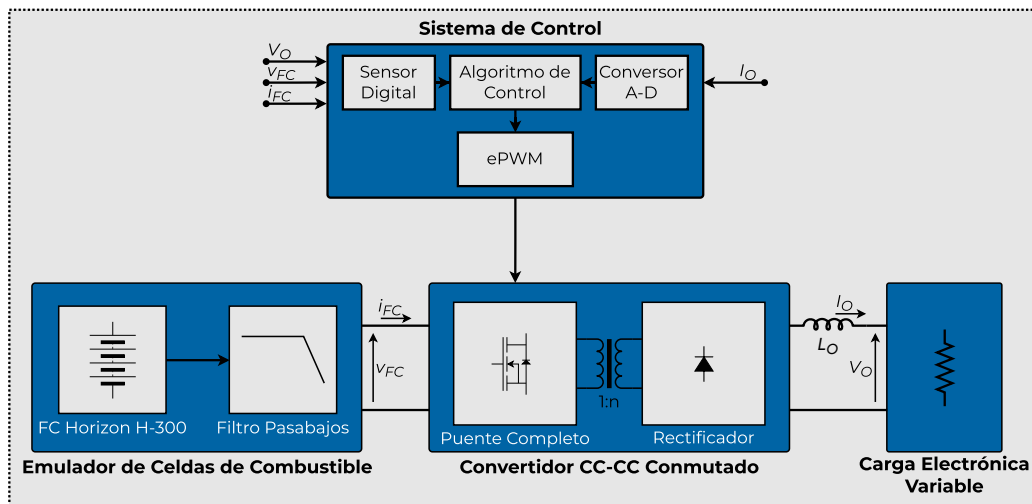 Sistema de Control
V_O
v_FC
i_FC
Sensor
Digital
Algoritmo de
Control
Conversor
A-D
I_O
ePWM
i_FC
v_FC
FC Horizon H-300
Filtro Pasabajos
Emulador de Celdas de Combustible
1:n
Puente Completo
Rectificador
Convertidor CC-CC Conmutado
I_O
L_O
V_O
Carga Electrónica
Variable